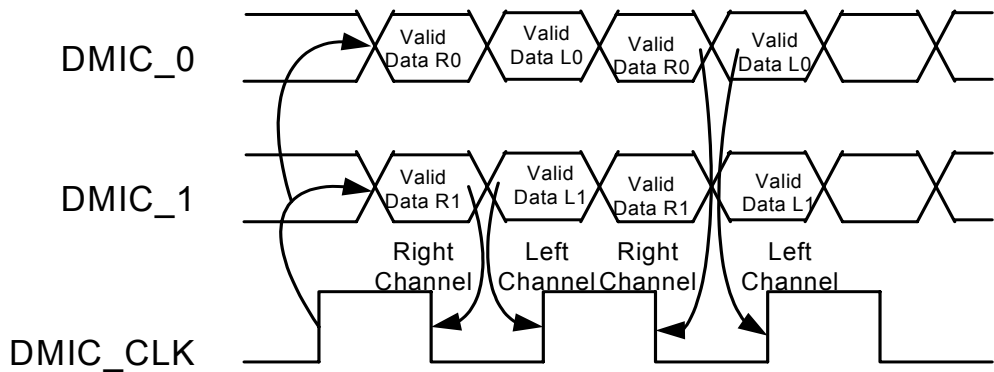 DMIC_0
Valid
Data R0
Valid
Data L0
Valid
Data R0
Valid
Data L0
DMIC_1
Valid
Data R1
Valid
Data L1
Valid
Data R1
Valid
Data L1
Right
Channel
Left
Channel
Right
Channel
Left
Channel
DMIC_CLK